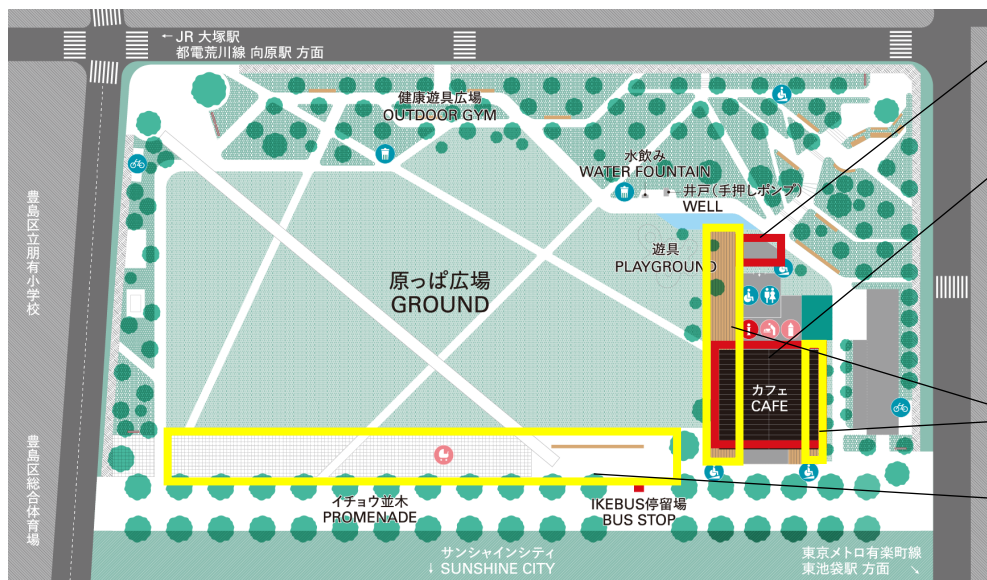 ←JR 大塚駅
都電荒川線 向原駅 方面
健康遊具広場
OUTDOOR GYM
水飲み
WATER FOUNTAIN
井戸(手押しポンプ)
WELL
遊具
PLAYGROUND
豊島区立朋有小学校
原っぱ広場
GROUND
カフェ
CAFE
豊島区総合体育場
イチョウ並木
PROMENADE
IKEBUS停留場
BUS STOP
サンシャインシティ
↓ SUNSHINE CITY
東京メトロ有楽町線
東池袋駅 方面 ↘